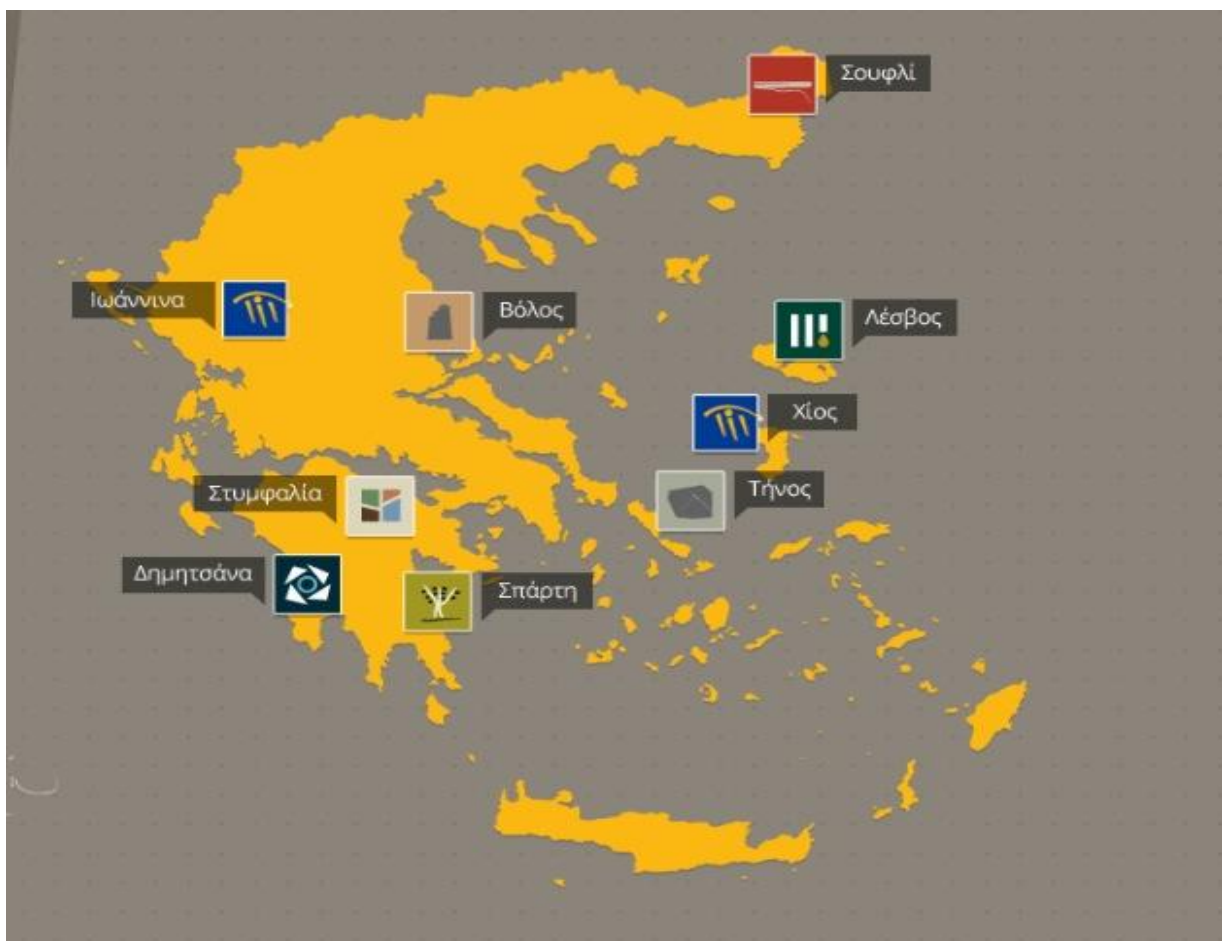 Σουφλί
Ιωάννινα
Βόλος
Λέσβος
Χίος
Στυμφαλία
Τήνος
Δημητσάνα
Σπάρτη